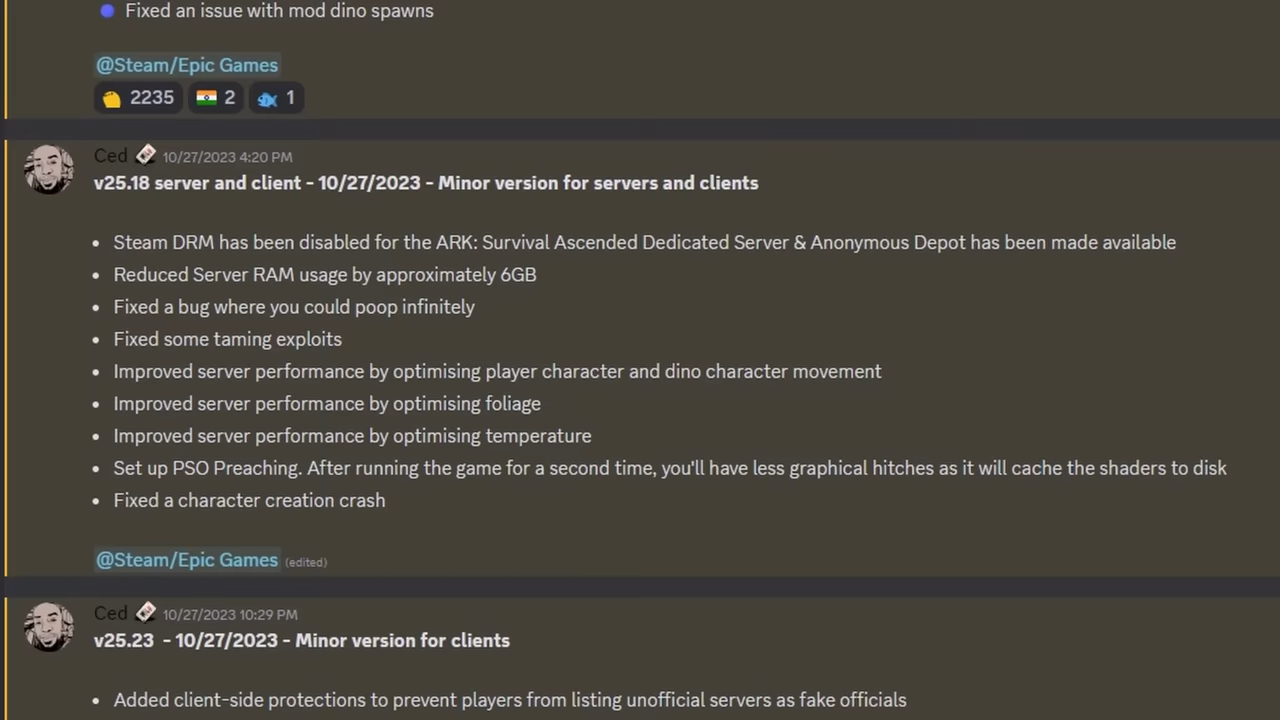 Fixed an issue with mod dino spawns
@Steam/Epic Games
2235 2 1
Ced 10/27/2023 4:20 PM
v25.18 server and client - 10/27/2023 - Minor version for servers and clients
Steam DRM has been disabled for the ARK: Survival Ascended Dedicated Server & Anonymous Depot has been made available
Reduced Server RAM usage by approximately 6GB
Fixed a bug where you could poop infinitely
Fixed some taming exploits
Improved server performance by optimising player character and dino character movement
Improved server performance by optimising foliage
Improved server performance by optimising temperature
Set up PSO Preaching. After running the game for a second time, you'll have less graphical hitches as it will cache the shaders to disk
Fixed a character creation crash
@Steam/Epic Games (edited)
Ced 10/27/2023 10:29 PM
v25.23 - 10/27/2023 - Minor version for clients
Added client-side protections to prevent players from listing unofficial servers as fake officials